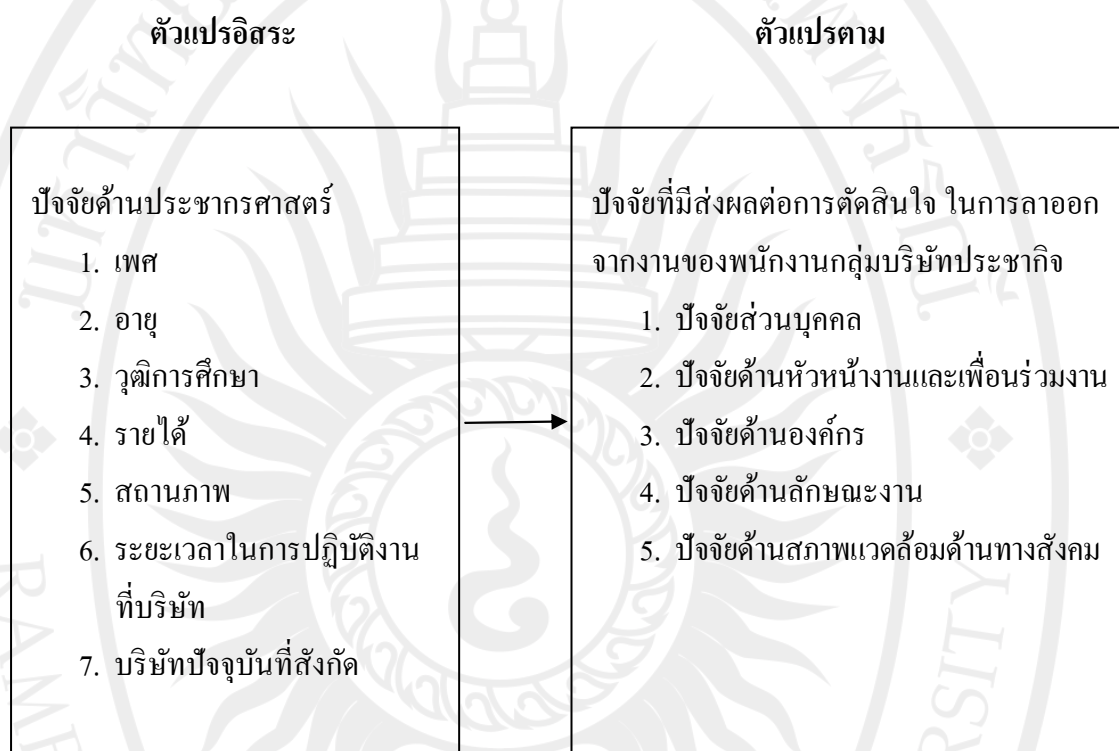 ตัวแปรอิสระ
ตัวแปรตาม
ปัจจัยด้านประชากรศาสตร์
1. เพศ
2. อายุ
3. วุฒิการศึกษา
4. รายได้
5. สถานภาพ
6. ระยะเวลาในการปฏิบัติงาน
ที่บริษัท
7. บริษัทปัจจุบันที่สังกัด
ปัจจัยที่มีส่งผลต่อการตัดสินใจ ในการลาออก
จากงานของพนักงานกลุ่มบริษัทประชากิจ
1. ปัจจัยส่วนบุคคล
2. ปัจจัยด้านหัวหน้างานและเพื่อนร่วมงาน
3. ปัจจัยด้านองค์กร
4. ปัจจัยด้านลักษณะงาน
5. ปัจจัยด้านสภาพแวดล้อมด้านทางสังคม